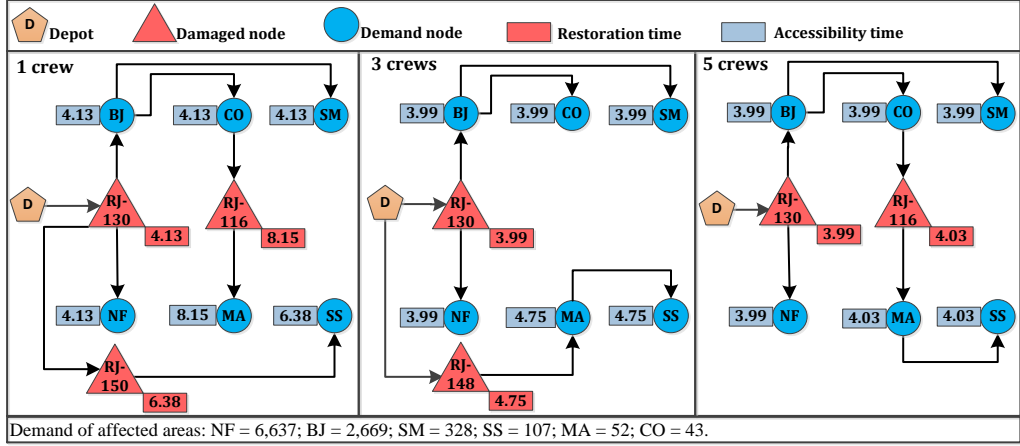 D Depot Damaged node Demand node Restoration time Accessibility time
1 crew
4.13 BJ 4.13 CO 4.13 SM
D RJ-130 4.13 RJ-116 8.15
4.13 NF 8.15 MA 6.38 SS
RJ-150 6.38
3 crews
3.99 BJ 3.99 CO 3.99 SM
D RJ-130 3.99
3.99 NF 4.75 MA 4.75 SS
RJ-148 4.75
5 crews
3.99 BJ 3.99 CO 3.99 SM
D RJ-130 3.99 RJ-116 4.03
3.99 NF 4.03 MA 4.03 SS
Demand of affected areas: NF = 6,637; BJ = 2,669; SM = 328; SS = 107; MA = 52; CO = 43.